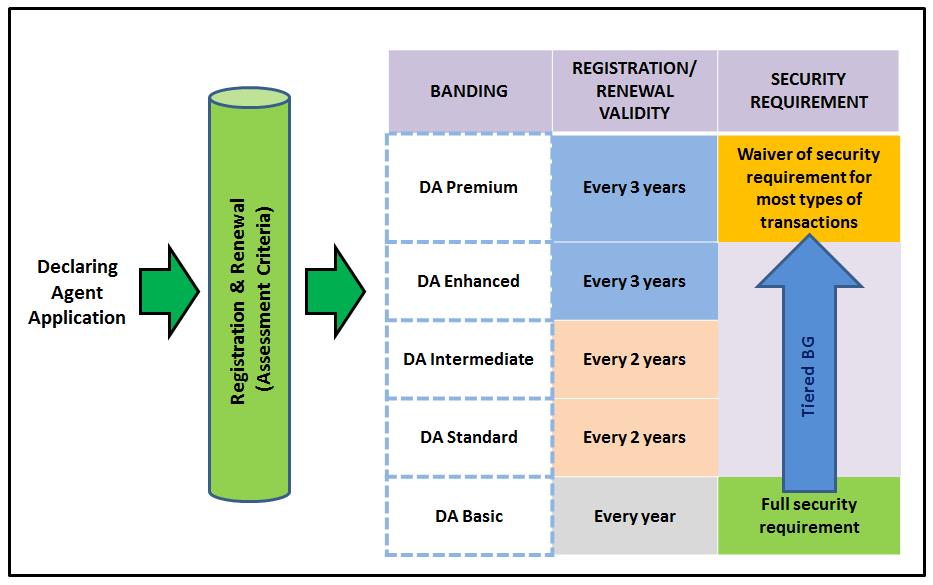 Declaring
Agent
Application
Registration & Renewal
(Assessment Criteria)
BANDING
REGISTRATION/
RENEWAL
VALIDITY
SECURITY
REQUIREMENT
DA Premium
Every 3 years
Waiver of security
requirement for
most types of
transactions
DA Enhanced
Every 3 years
DA Intermediate
Every 2 years
Tiered BG
DA Standard
Every 2 years
DA Basic
Every year
Full security
requirement